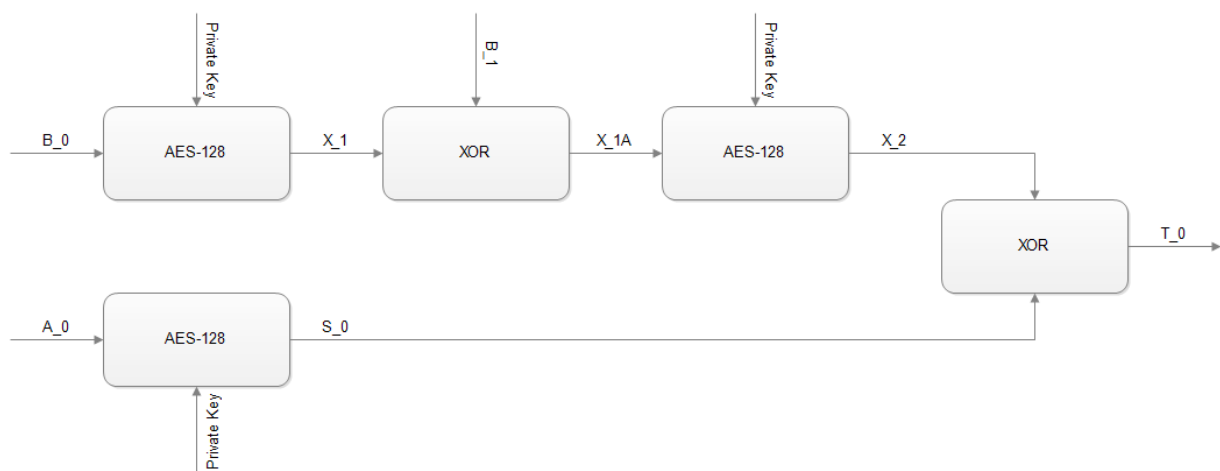 Private Key
B_1
Private Key
B_0
AES-128
X_1
XOR
X_1A
AES-128
X_2
XOR
T_0
A_0
AES-128
S_0
Private Key